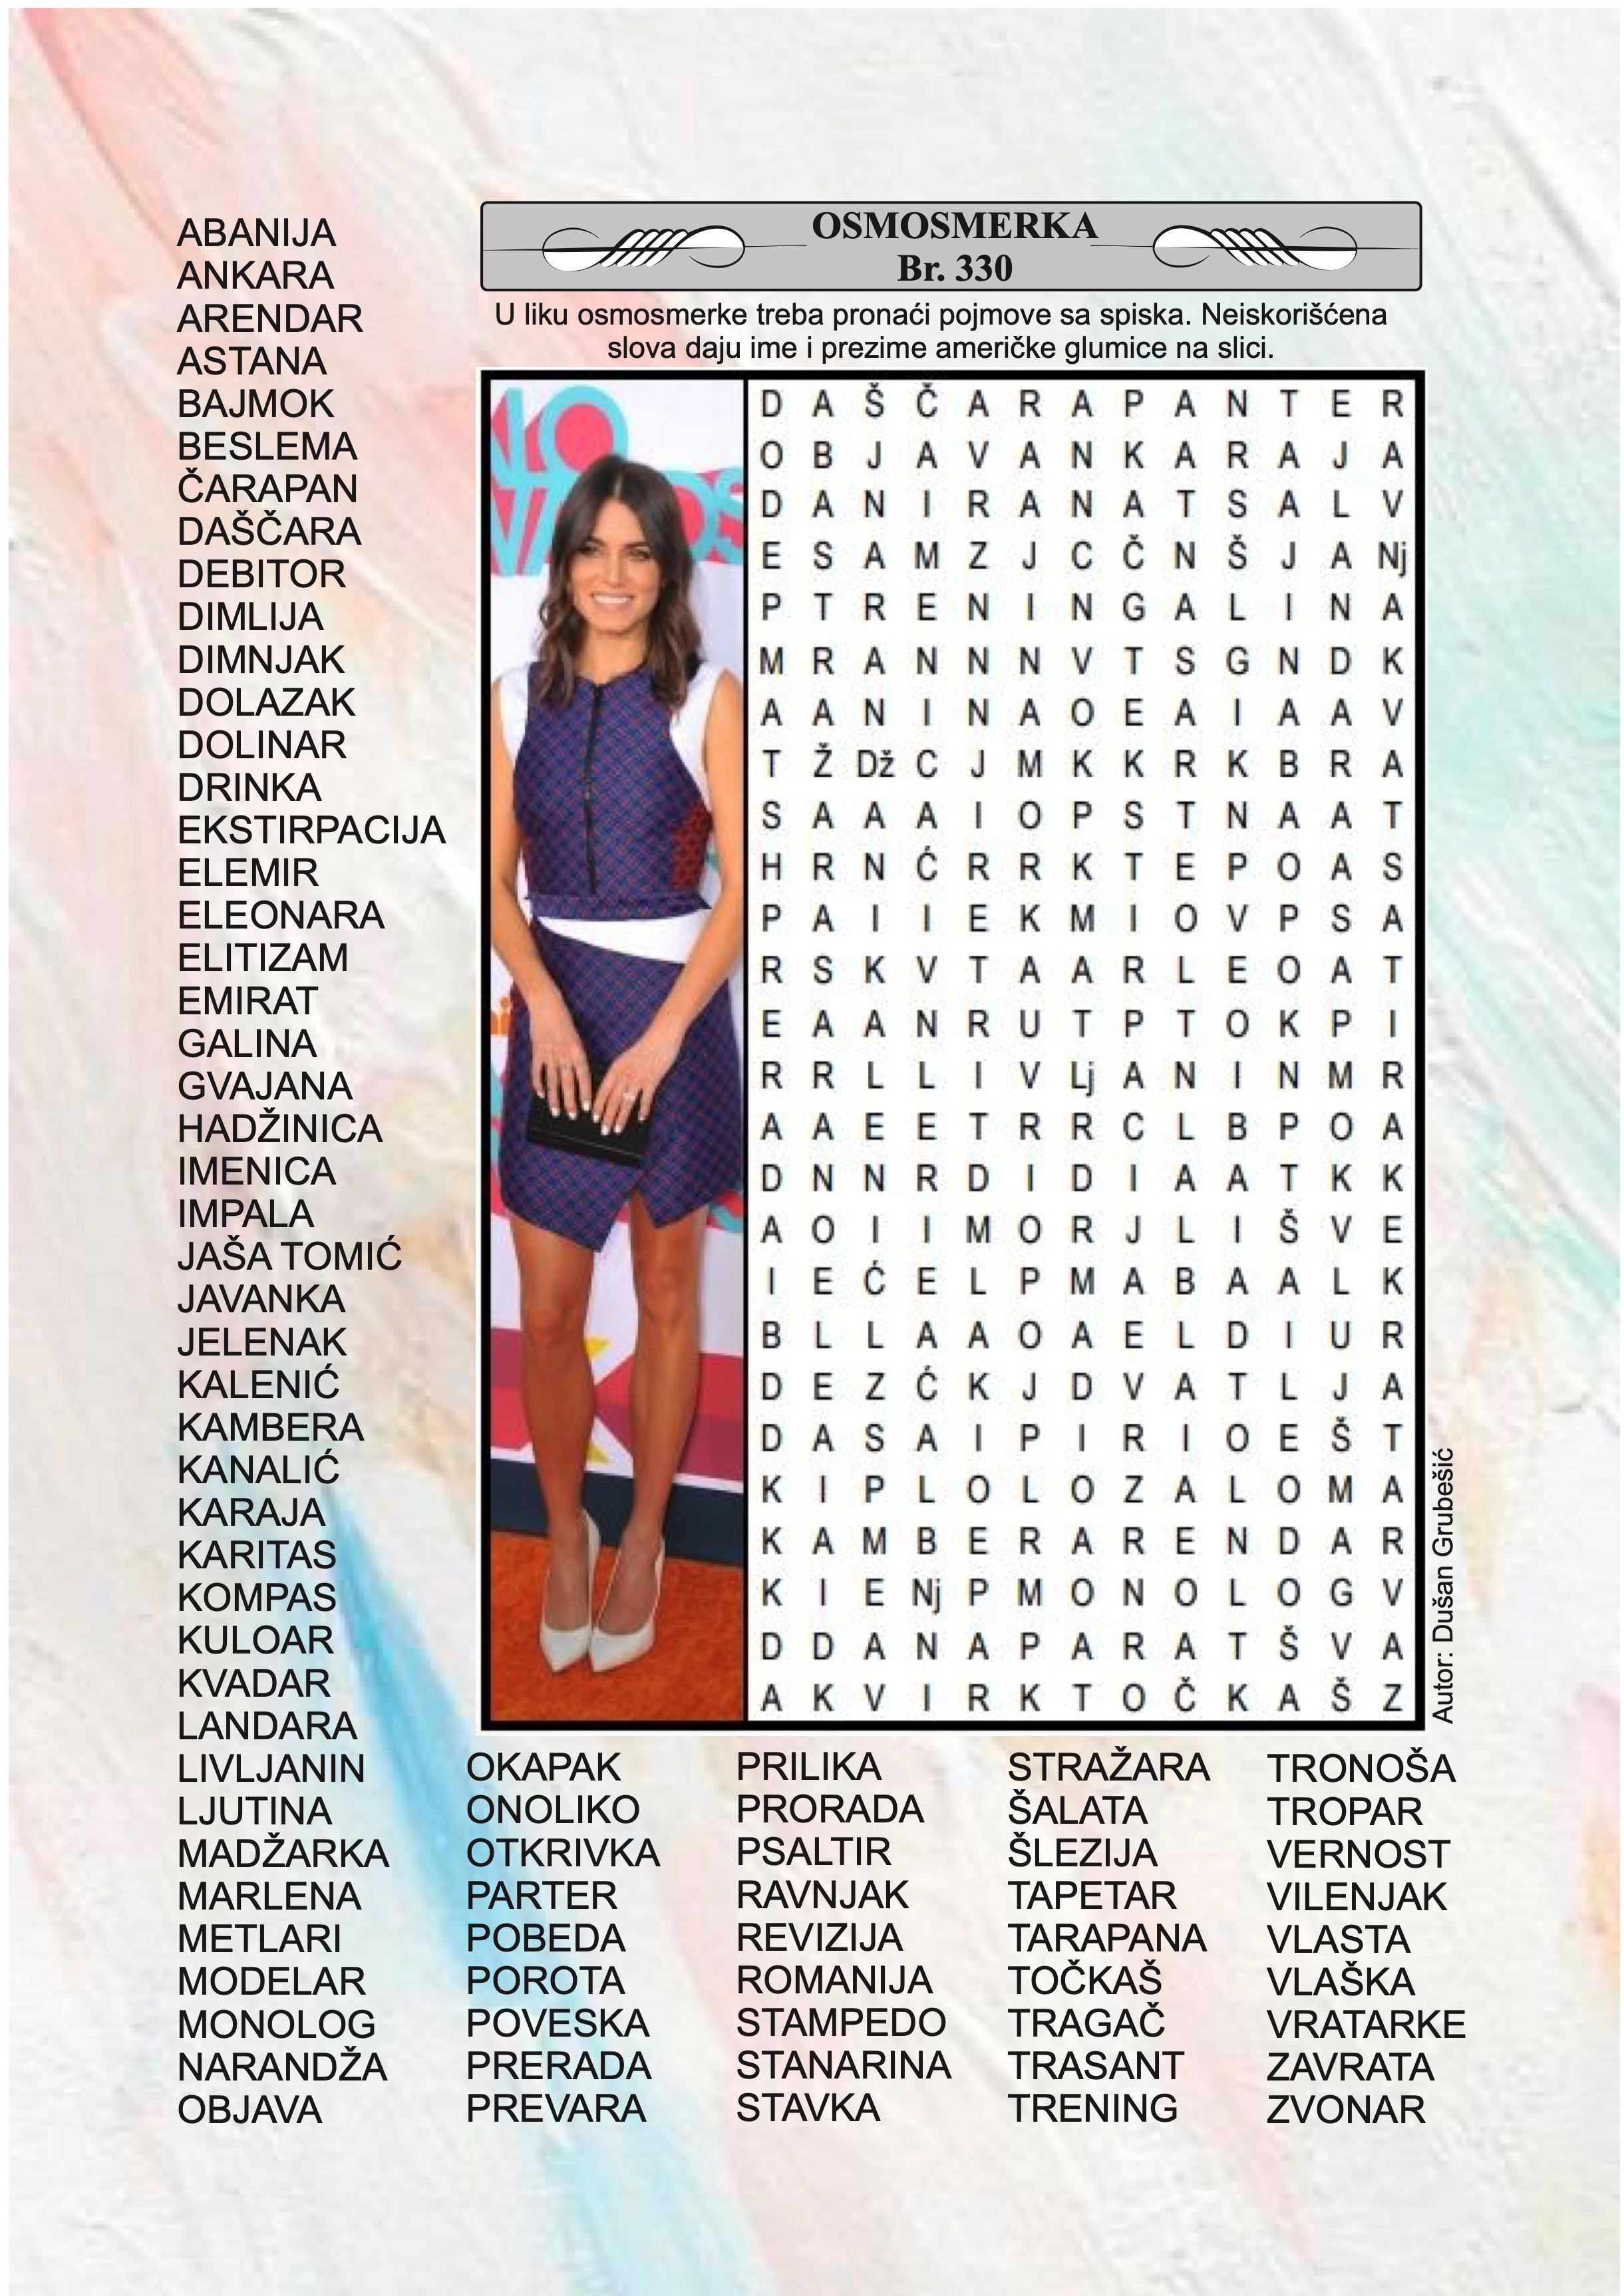 ABANIJA
ANKARA
ARENDAR
ASTANA
BAJMOK
BESLEMA
ČARAPAN
DAŠČARA
DEBITOR
DIMLIJA
DIMNJAK
DOLAZAK
DOLINAR
DRINKA
EKSTIRPACIJA
ELEMIR
ELEONARA
ELITIZAM
EMIRAT
GALINA
GVAJANA
HADŽINICA
IMENICA
IMPALA
JAŠA TOMIĆ
JAVANKA
JELENAK
KALENIĆ
KAMBERA
KANALIĆ
KARAJA
KARITAS
KOMPAS
KULOAR
KVADAR
LANDARA
LIVLJANIN
LJUTINA
MADŽARKA
MARLENA
METLARI
MODELAR
MONOLOG
NARANDŽA
OBJAVA
OSMOSMERKA
Br. 330
U liku osmosmerke treba pronaći pojmove sa spiska. Neiskorišćena
slova daju ime i prezime američke glumice na slici.
D A Š Č A R A P A N T E R
O B J A V A N K A R A J A
D A N I R A N A T S A L V
E S A M Z J C Č N Š J A Nj
P T R E N I N G A L I N A
M R A N N N V T S G N D K
A A N I N A O E A I A A V
T Ž Dž C J M K K R K B R A
S A A A I O P S T N A A T
H R N Ć R R K T E P O A S
P A I I E K M I O V P S A
R S K V T A A R L E O A T
E A A N R U T P T O K P I
R R L L I V Lj A N I N M R
A A E E T R R C L B P O A
D N N R D I D I A A T K K
A O I I M O R J L I Š V E
I E Ć E L P M A B A A L K
B L L A A O A E L D I U R
D E Z Ć K J D V A T L J A
D A S A I P I R I O E Š T
K I P L O L O Z A L O M A
K A M B E R A R E N D A R
K I E Nj P M O N O L O G V
D D A N A P A R A T Š V A
A K V I R K T O Č K A Š Z
Autor: Dušan Grubešić
OKAPAK
ONOLIKO
OTKRIVKA
PARTER
POBEDA
POROTA
POVESKA
PRERADA
PREVARA
PRILIKA
PRORADA
PSALTIR
RAVNJAK
REVIZIJA
ROMANIJA
STAMPEDO
STANARINA
STAVKA
STRAŽARA
ŠALATA
ŠLEZIJA
TAPETAR
TARAPANA
TOČKAŠ
TRAGAČ
TRASANT
TRENING
TRONOŠA
TROPAR
VERNOST
VILENJAK
VLASTA
VLAŠKA
VRATARKE
ZAVRATA
ZVONAR